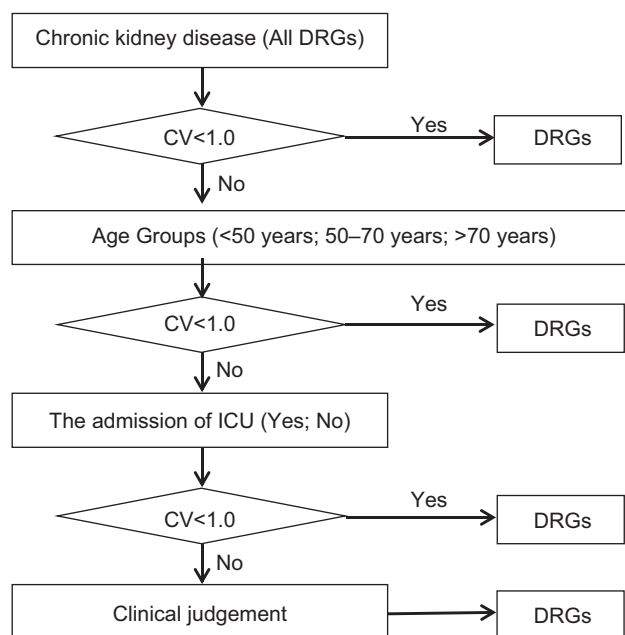 Chronic kidney disease (All DRGs)
CV<1.0
Yes
DRGs
No
Age Groups (<50 years; 50–70 years; >70 years)
CV<1.0
Yes
DRGs
No
The admission of ICU (Yes; No)
CV<1.0
Yes
DRGs
No
Clinical judgement
DRGs